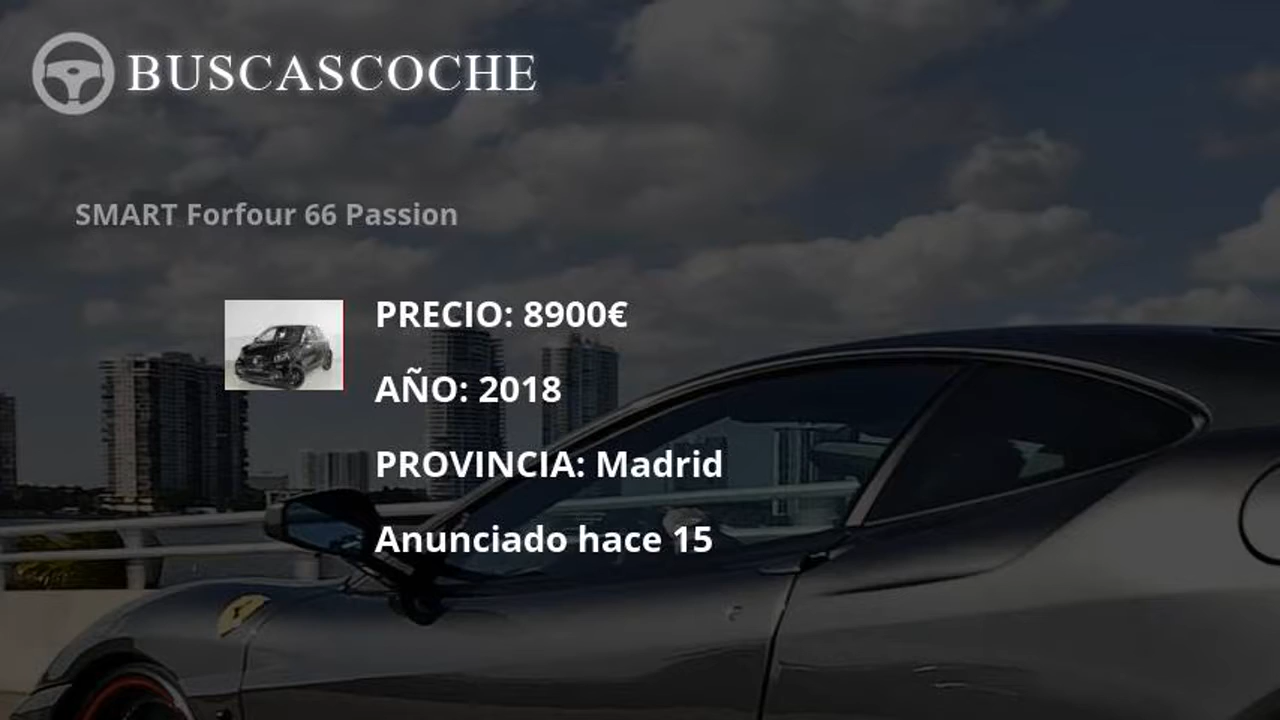 BUSCASCOCHE
SMART Forfour 66 Passion
PRECIO: 8900€
AÑO: 2018
PROVINCIA: Madrid
Anunciado hace 15